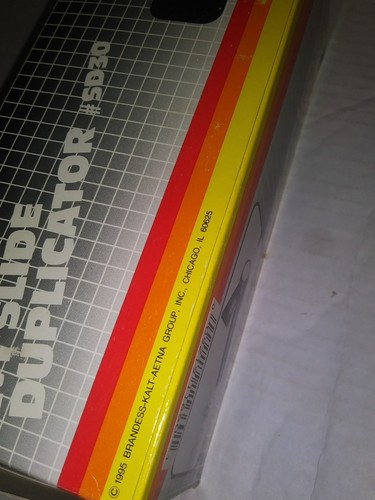 SLIDE
DUPLICATOR #SD30
© 1995 BRANDESS-KALT-AETNA GROUP, INC., CHICAGO, IL 60625